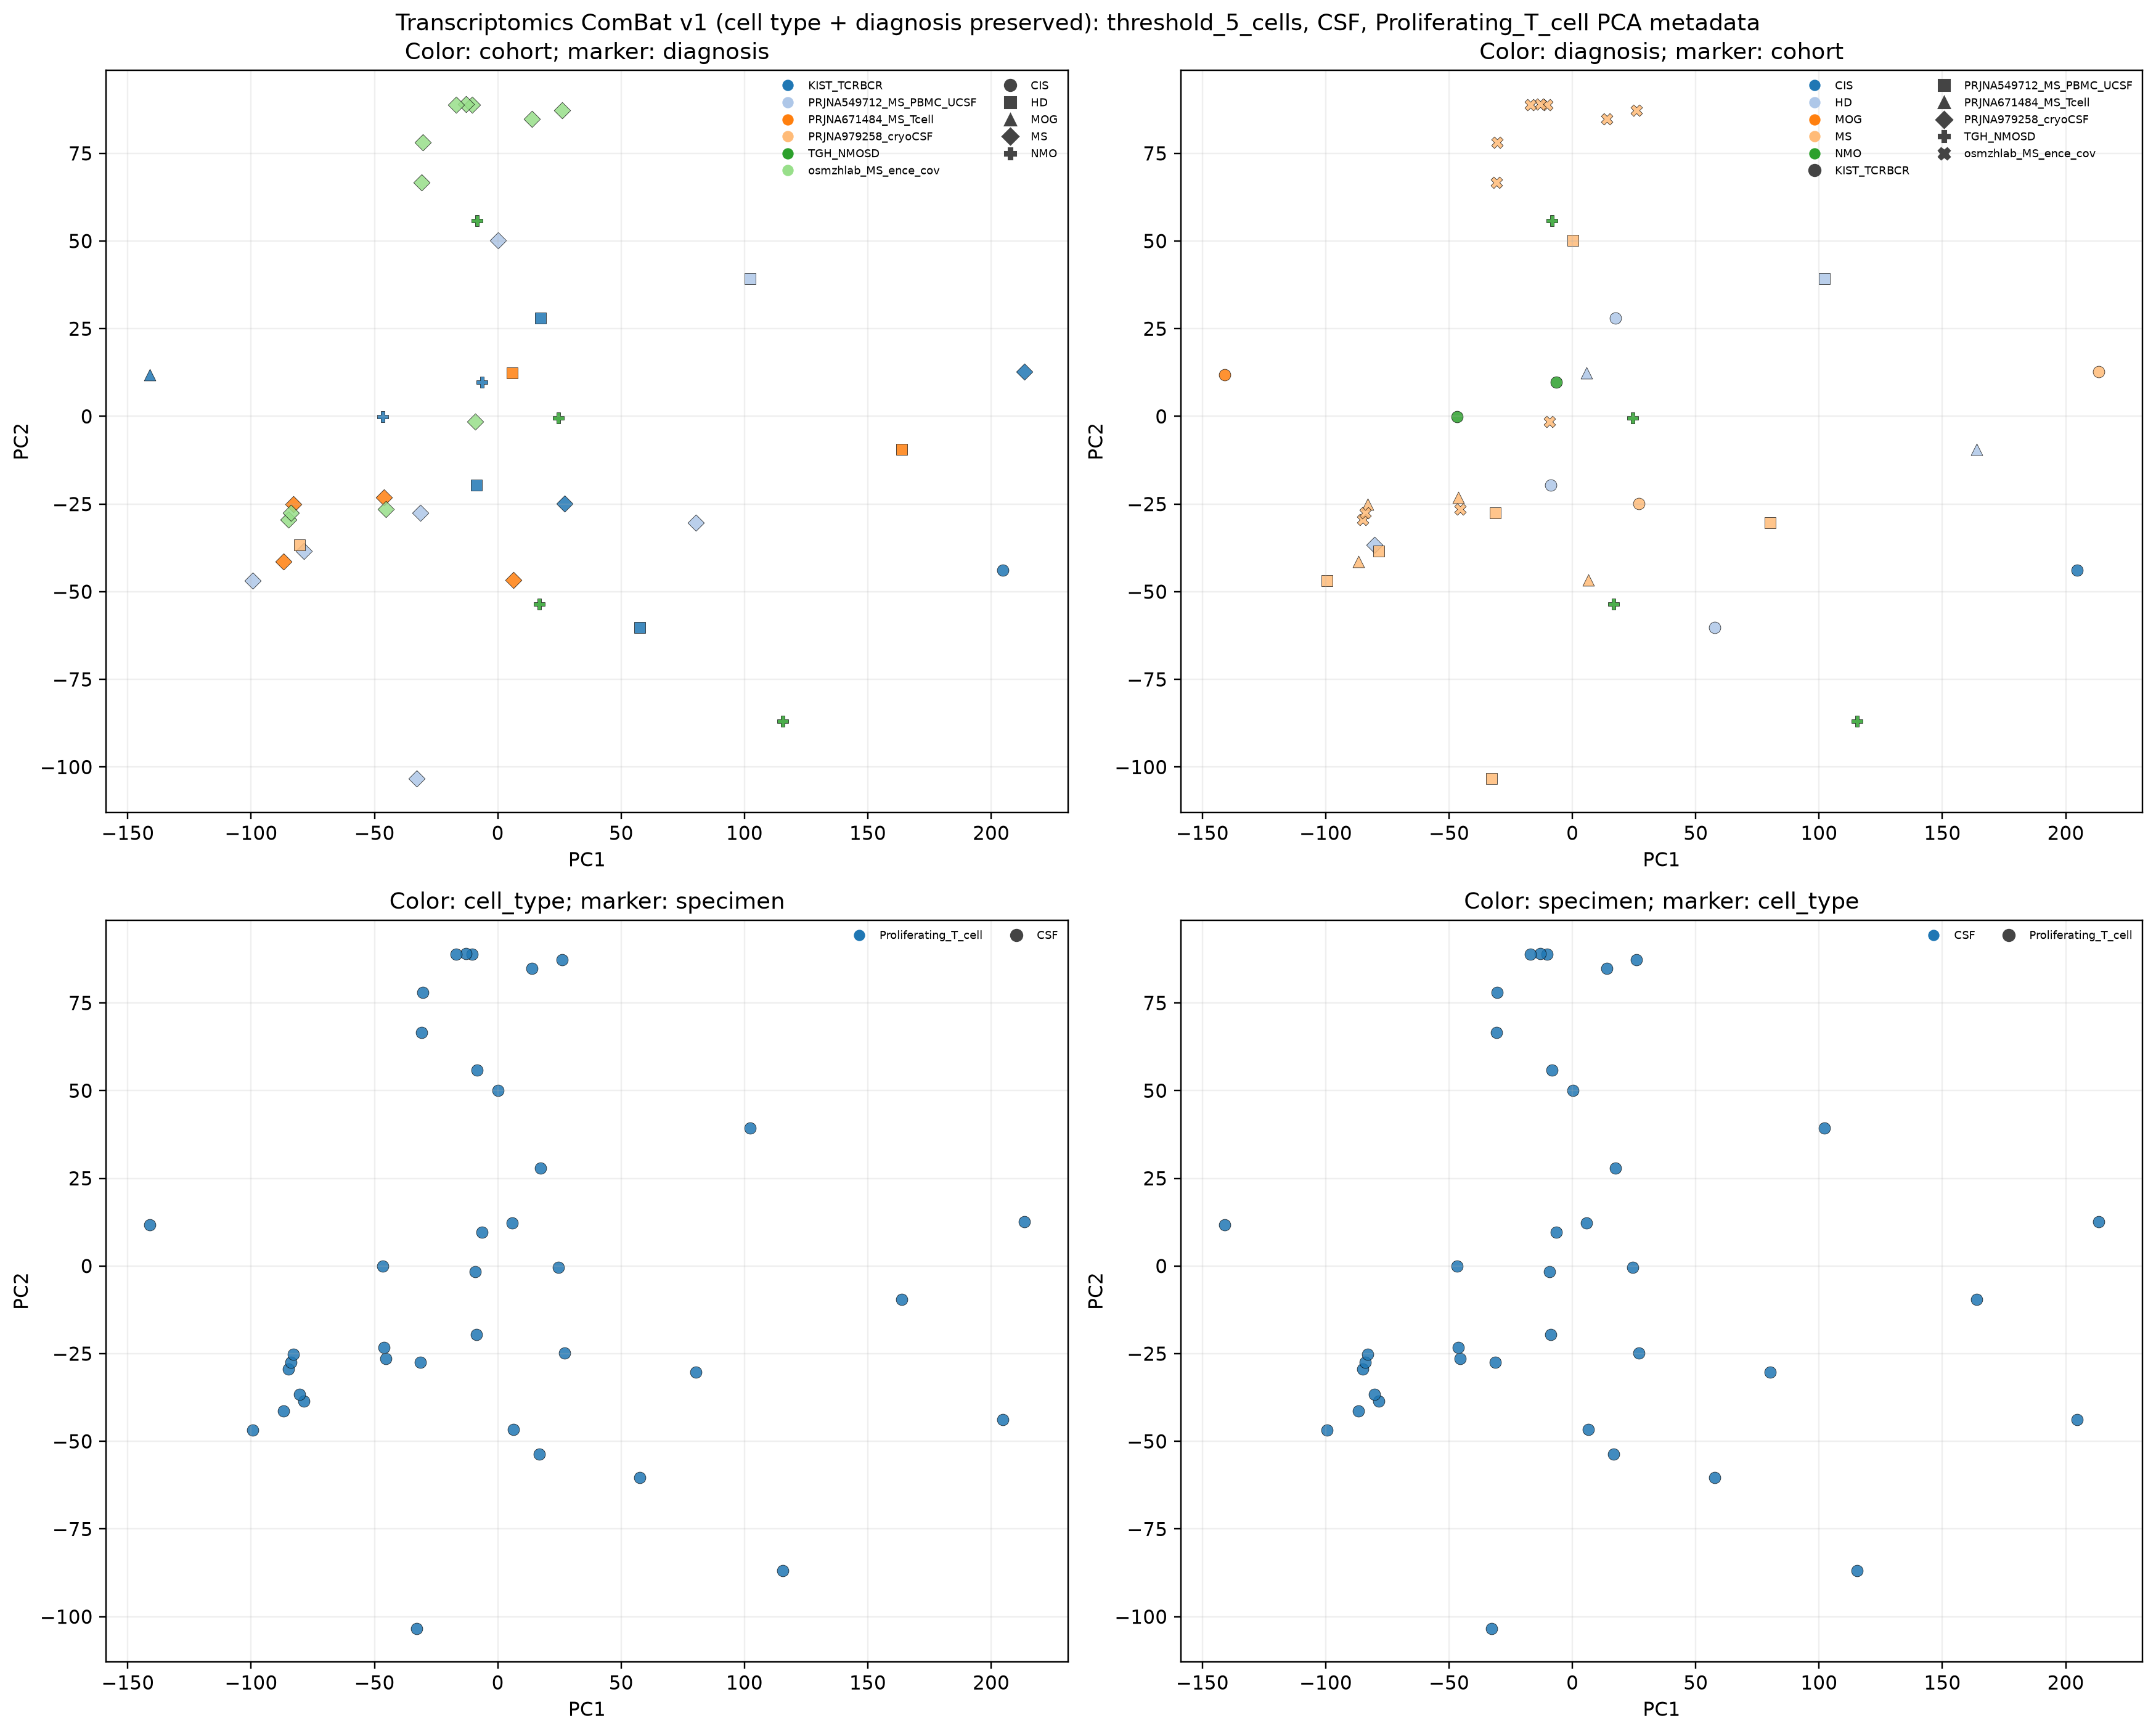 Transcriptomics ComBat v1 (cell type + diagnosis preserved): threshold_5_cells, CSF, Proliferating_T_cell PCA metadata
Color: cohort; marker: diagnosis
KIST_TCRBCR
PRJNA549712_MS_PBMC_UCSF
PRJNA671484_MS_Tcell
PRJNA979258_cryoCSF
TGH_NMOSD
osmzhlab_MS_ence_cov
CIS
HD
MOG
MS
NMO
75
50
25
0
−25
−50
−75
−100
PC2
−150 −100 −50 0 50 100 150 200
PC1
Color: diagnosis; marker: cohort
CIS
HD
MOG
MS
NMO
KIST_TCRBCR
PRJNA549712_MS_PBMC_UCSF
PRJNA671484_MS_Tcell
PRJNA979258_cryoCSF
TGH_NMOSD
osmzhlab_MS_ence_cov
75
50
25
0
−25
−50
−75
−100
PC2
−150 −100 −50 0 50 100 150 200
PC1
Color: cell_type; marker: specimen
Proliferating_T_cell
CSF
75
50
25
0
−25
−50
−75
−100
PC2
−150 −100 −50 0 50 100 150 200
PC1
Color: specimen; marker: cell_type
CSF
Proliferating_T_cell
75
50
25
0
−25
−50
−75
−100
PC2
−150 −100 −50 0 50 100 150 200
PC1